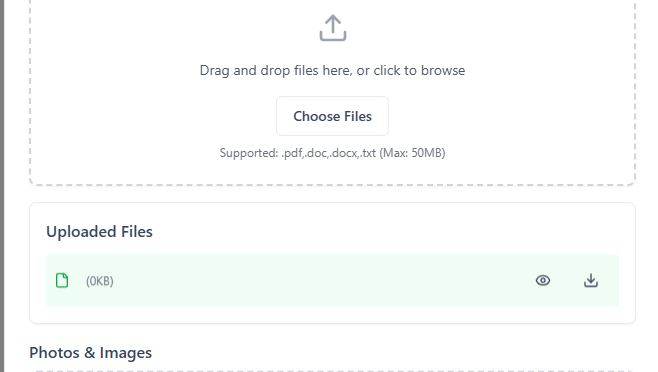 Drag and drop files here, or click to browse
Choose Files
Supported: .pdf,.doc,.docx,.txt (Max: 50MB)
Uploaded Files
(0KB)
Photos & Images